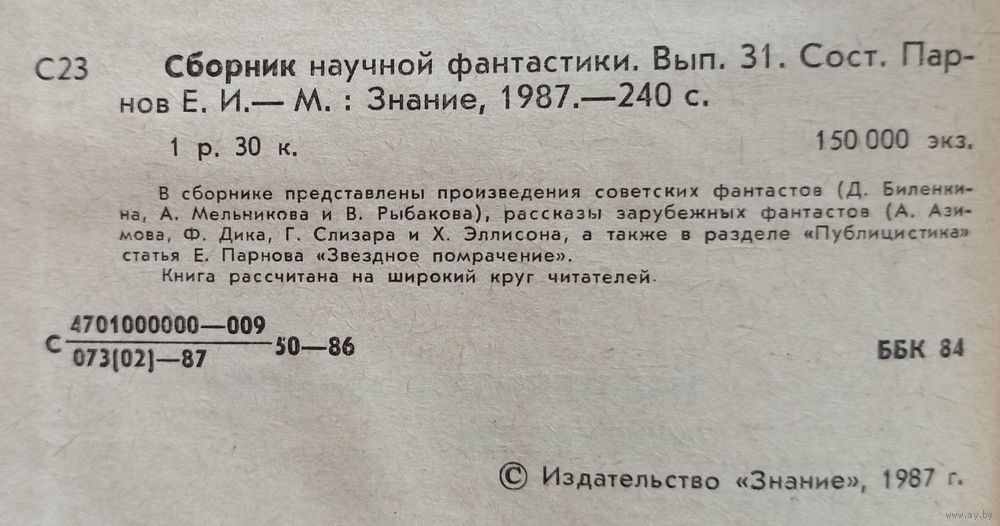 С23 Сборник научной фантастики. Вып. 31. Сост. Пар-
нов Е. И.— М. : Знание, 1987.—240 с.
1 р. 30 к. 150 000 экз.
В сборнике представлены произведения советских фантастов (Д. Биленки-
на, А. Мельникова и В. Рыбакова), рассказы зарубежных фантастов (А. Ази-
мова, Ф. Дика, Г. Слизара и Х. Эллисона, а также в разделе «Публицистика»
статья Е. Парнова «Звездное помрачение».
Книга рассчитана на широкий круг читателей.
4701000000—009
С 50—86 ББК 84
073(02)—87
© Издательство «Знание», 1987 г.
www.ay.by